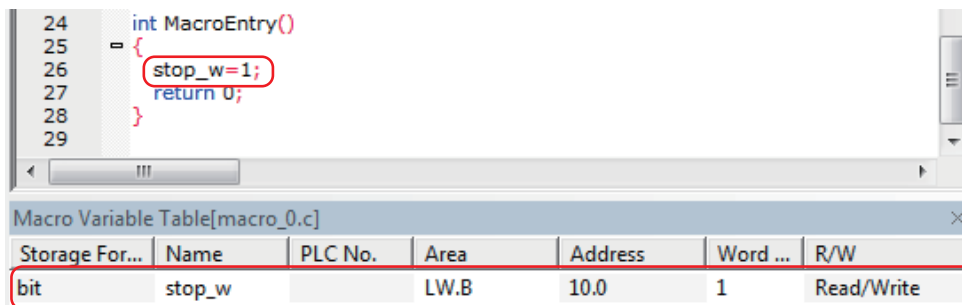 24 int MacroEntry()
25 {
26 stop_w=1;
27 return 0;
28 }
29
Macro Variable Table[macro_0.c]
Storage For... Name PLC No. Area Address Word ... R/W
bit stop_w LW.B 10.0 1 Read/Write